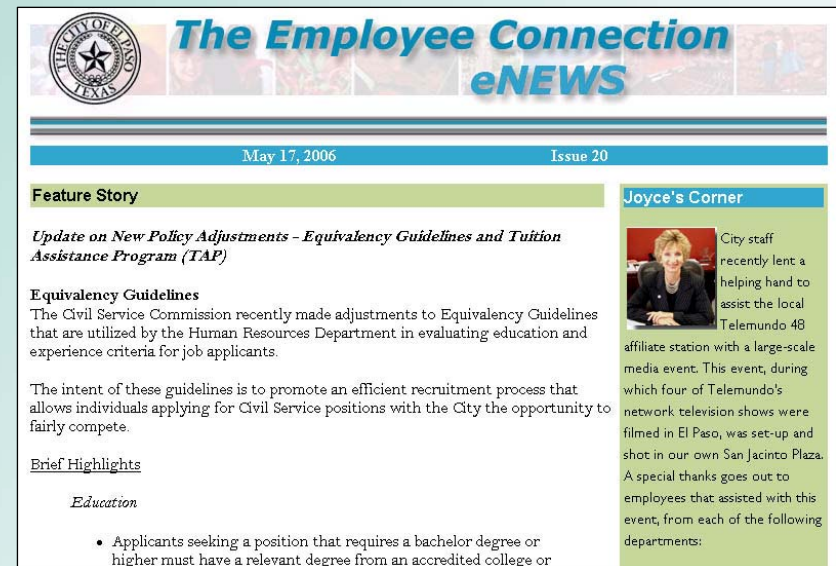 THE CITY OF EL PASO
TEXAS
The Employee Connection
eNEWS
May 17, 2006 Issue 20
Feature Story
Update on New Policy Adjustments – Equivalency Guidelines and Tuition
Assistance Program (TAP)
Equivalency Guidelines
The Civil Service Commission recently made adjustments to Equivalency Guidelines
that are utilized by the Human Resources Department in evaluating education and
experience criteria for job applicants.
The intent of these guidelines is to promote an efficient recruitment process that
allows individuals applying for Civil Service positions with the City the opportunity to
fairly compete.
Brief Highlights
Education
• Applicants seeking a position that requires a bachelor degree or
higher must have a relevant degree from an accredited college or
Joyce's Corner
City staff
recently lent a
helping hand to
assist the local
Telemundo 48
affiliate station with a large-scale
media event. This event, during
which four of Telemundo's
network television shows were
filmed in El Paso, was set-up and
shot in our own San Jacinto Plaza.
A special thanks goes out to
employees that assisted with this
event, from each of the following
departments: